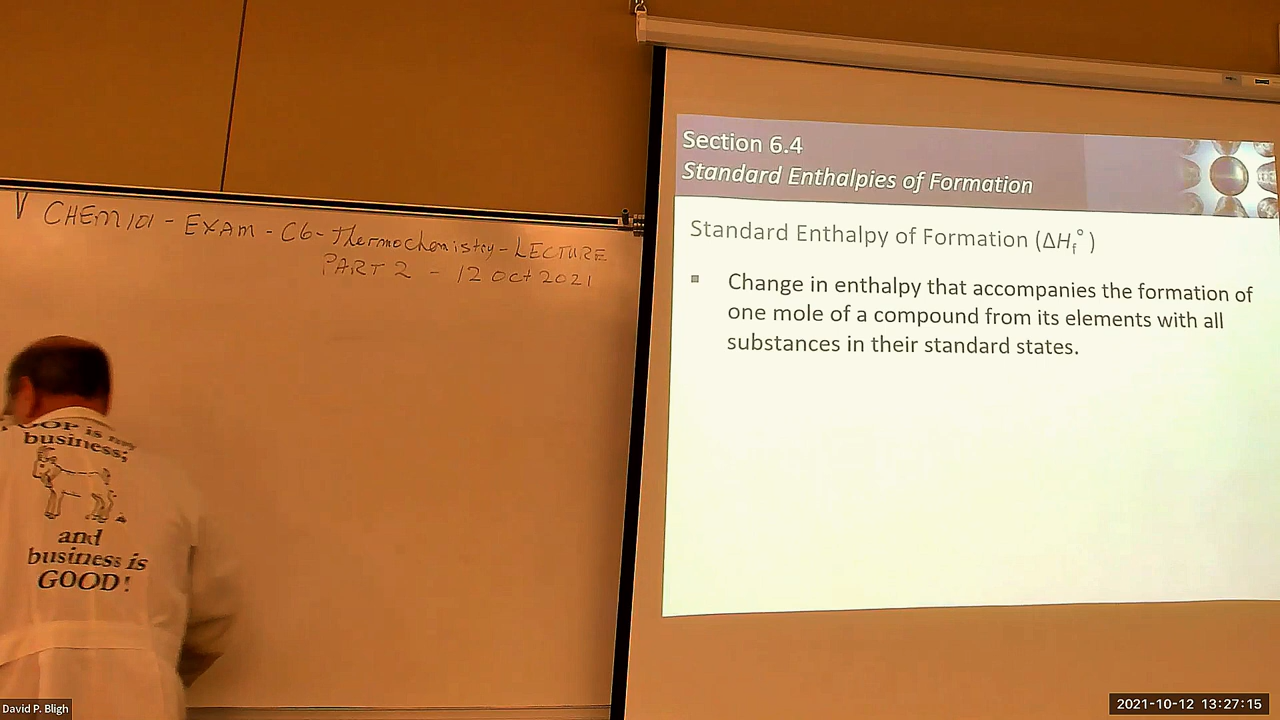 V CHEM 101 - EXAM - C6 - Thermochemistry - LECTURE
PART 2 - 12 Oct 2021
is my
business;
and
business is
GOOD!
Section 6.4
Standard Enthalpies of Formation
Standard Enthalpy of Formation (ΔH°f)
▪ Change in enthalpy that accompanies the formation of
one mole of a compound from its elements with all
substances in their standard states.
David P. Bligh
2021-10-12 13:27:15